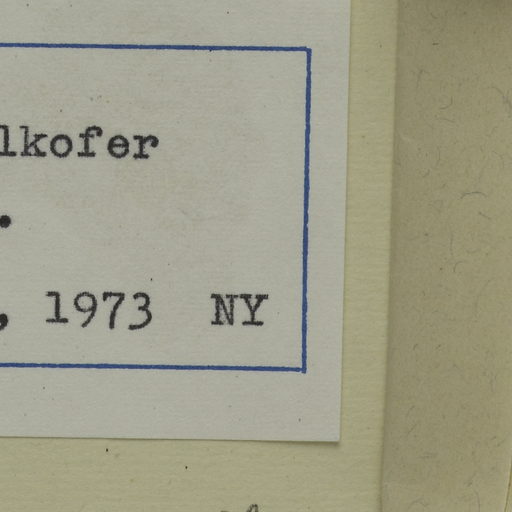 lkofer
.
, 1973 NY